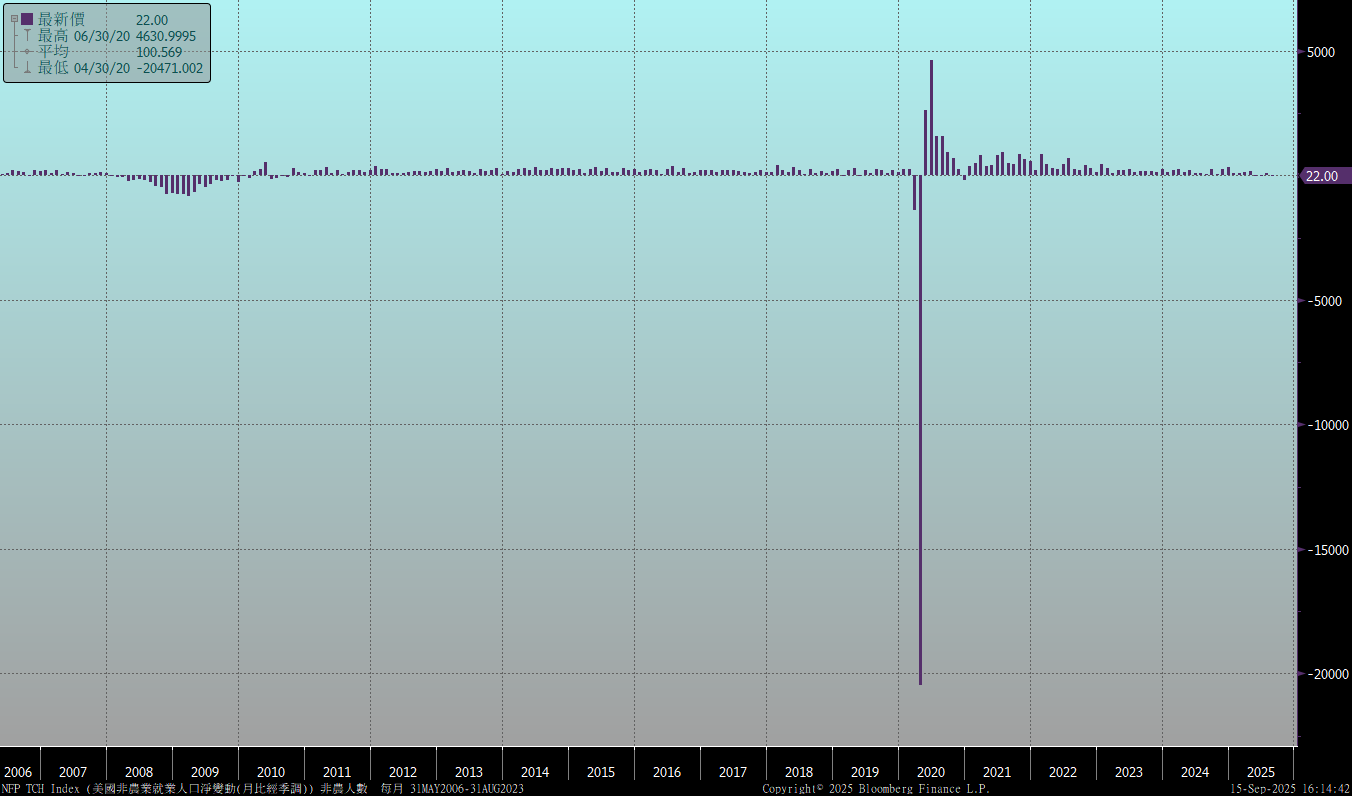 最新價 22.00
最高 06/30/20 4630.9995
平均 100.569
最低 04/30/20 -20471.002
5000
22.00
-5000
-10000
-15000
-20000
2006 2007 2008 2009 2010 2011 2012 2013 2014 2015 2016 2017 2018 2019 2020 2021 2022 2023 2024 2025
NFP TCH Index (美國非農業就業人口淨變動(月比經季調)) 非農人數 每月 31MAY2006-31AUG2023 Copyright© 2025 Bloomberg Finance L.P. 15-Sep-2025 16:14:42